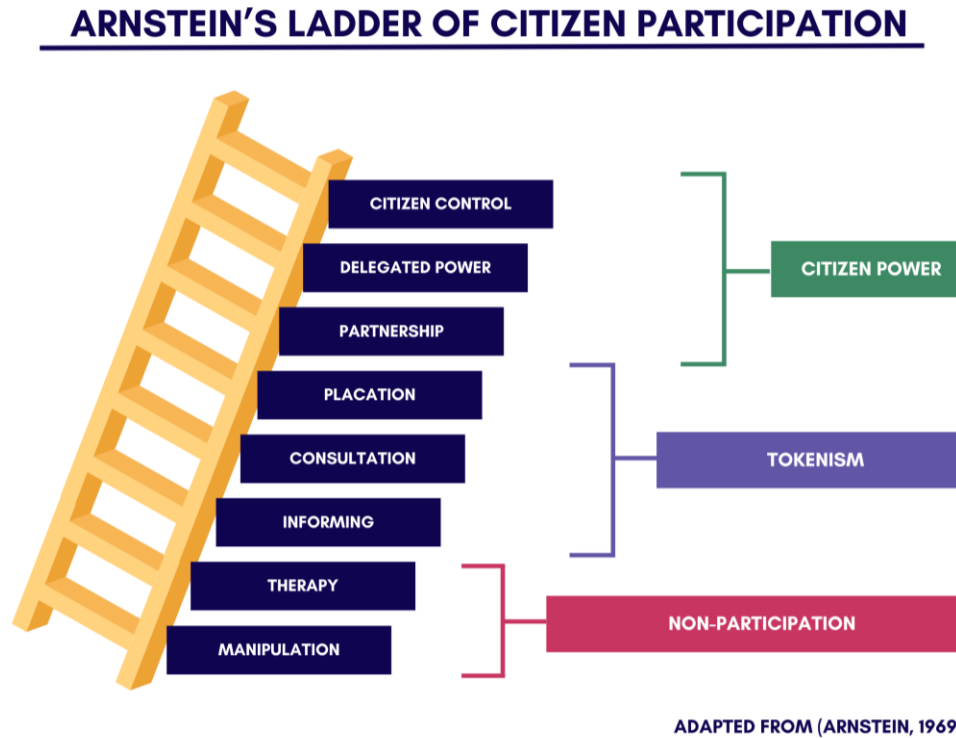 ARNSTEIN'S LADDER OF CITIZEN PARTICIPATION
CITIZEN CONTROL
DELEGATED POWER
PARTNERSHIP
CITIZEN POWER
PLACATION
CONSULTATION
INFORMING
TOKENISM
THERAPY
MANIPULATION
NON-PARTICIPATION
ADAPTED FROM (ARNSTEIN, 1969